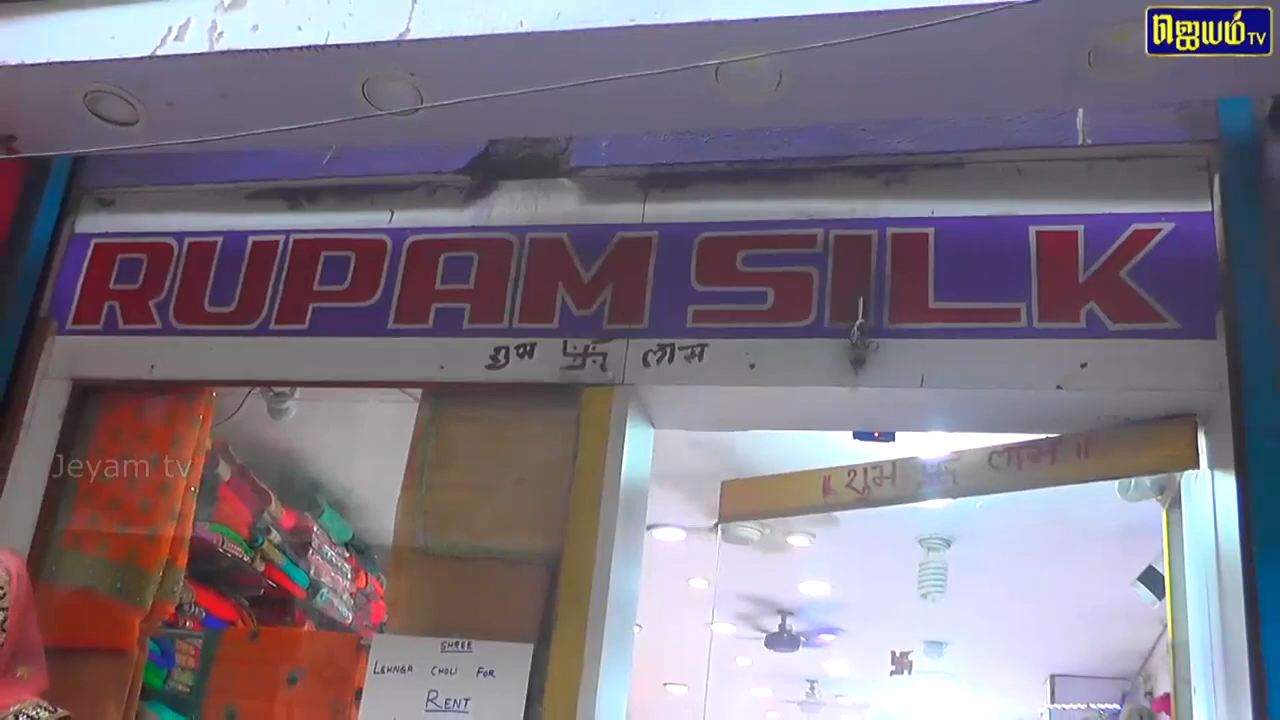 ஜெயம் TV
RUPAM SILK
शुभ 卐 लाभ
॥ शुभ 卐 लाभ ॥
Jeyam tv
SHREE
LEHNGA CHOLI FOR
RENT